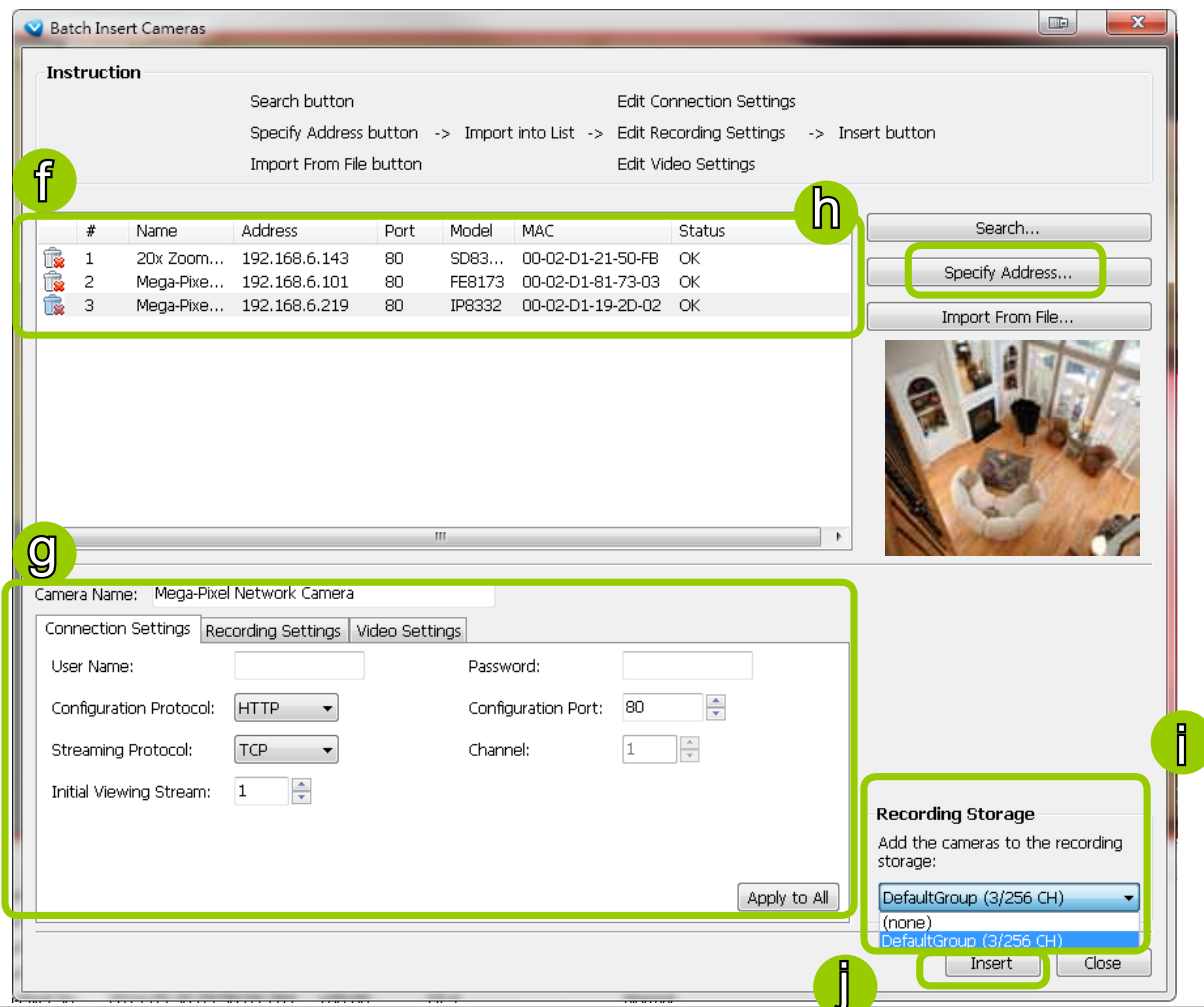 Batch Insert Cameras
Instruction
Search button Edit Connection Settings
Specify Address button -> Import into List -> Edit Recording Settings -> Insert button
Import From File button Edit Video Settings
f
h
# Name Address Port Model MAC Status
1 20x Zoom... 192.168.6.143 80 SD83... 00-02-D1-21-50-FB OK
2 Mega-Pixe... 192.168.6.101 80 FE8173 00-02-D1-81-73-03 OK
3 Mega-Pixe... 192.168.6.219 80 IP8332 00-02-D1-19-2D-02 OK
Search...
Specify Address...
Import From File...
g
Camera Name: Mega-Pixel Network Camera
Connection Settings Recording Settings Video Settings
User Name: Password:
Configuration Protocol: HTTP Configuration Port: 80
Streaming Protocol: TCP Channel: 1
Initial Viewing Stream: 1
Apply to All
i
Recording Storage
Add the cameras to the recording
storage:
DefaultGroup (3/256 CH)
(none)
DefaultGroup (3/256 CH)
j
Insert Close